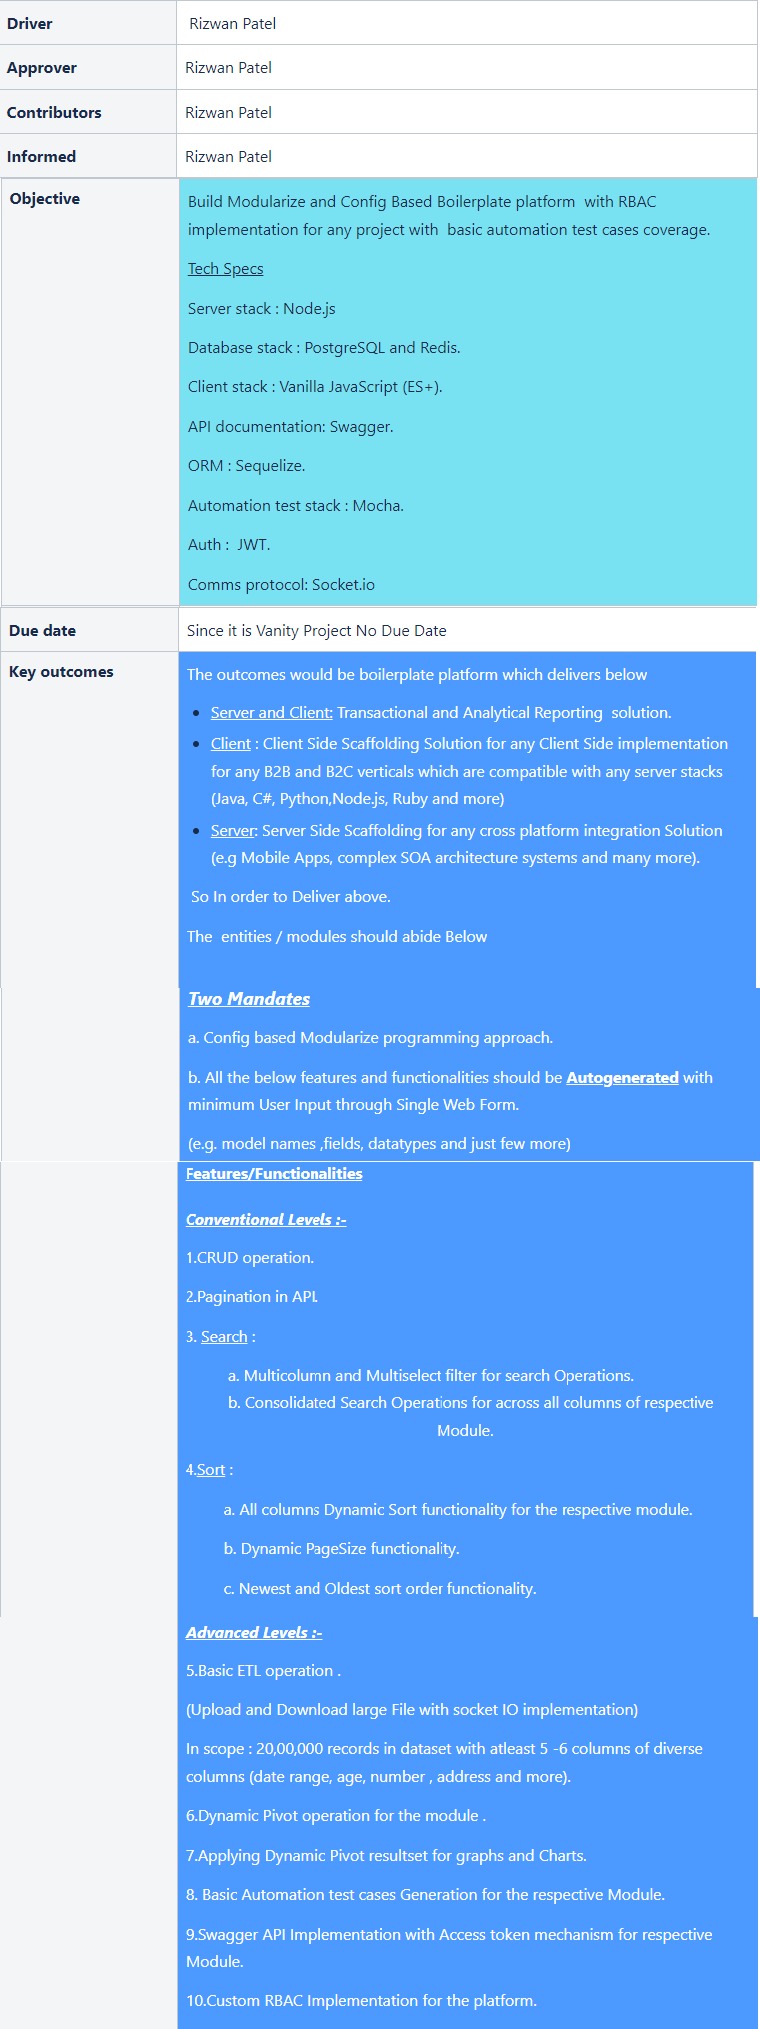 Driver
Rizwan Patel
Approver
Rizwan Patel
Contributors
Rizwan Patel
Informed
Rizwan Patel
Objective
Build Modularize and Config Based Boilerplate platform  with RBAC
implementation for any project with  basic automation test cases coverage.
Tech Specs
Server stack : Node.js
Database stack : PostgreSQL and Redis.
Client stack : Vanilla JavaScript (ES+).
API documentation: Swagger.
ORM : Sequelize.
Automation test stack : Mocha.
Auth :  JWT.
Comms protocol: Socket.io
Due date
Since it is Vanity Project No Due Date
Key outcomes
The outcomes would be boilerplate platform which delivers below
• Server and Client: Transactional and Analytical Reporting  solution.
• Client : Client Side Scaffolding Solution for any Client Side implementation
for any B2B and B2C verticals which are compatible with any server stacks
(Java, C#, Python,Node.js, Ruby and more)
• Server: Server Side Scaffolding for any cross platform integration Solution
(e.g Mobile Apps, complex SOA architecture systems and many more).
So In order to Deliver above.
The  entities / modules should abide Below
Two Mandates
a. Config based Modularize programming approach.
b. All the below features and functionalities should be Autogenerated with
minimum User Input through Single Web Form.
(e.g. model names ,fields, datatypes and just few more)
Features/Functionalities
Conventional Levels :-
1.CRUD operation.
2.Pagination in API.
3. Search :
a. Multicolumn and Multiselect filter for search Operations.
b. Consolidated Search Operations for across all columns of respective
Module.
4.Sort :
a. All columns Dynamic Sort functionality for the respective module.
b. Dynamic PageSize functionality.
c. Newest and Oldest sort order functionality.
Advanced Levels :-
5.Basic ETL operation .
(Upload and Download large File with socket IO implementation)
In scope : 20,00,000 records in dataset with atleast 5 -6 columns of diverse
columns (date range, age, number , address and more).
6.Dynamic Pivot operation for the module .
7.Applying Dynamic Pivot resultset for graphs and Charts.
8. Basic Automation test cases Generation for the respective Module.
9.Swagger API Implementation with Access token mechanism for respective
Module.
10.Custom RBAC Implementation for the platform.